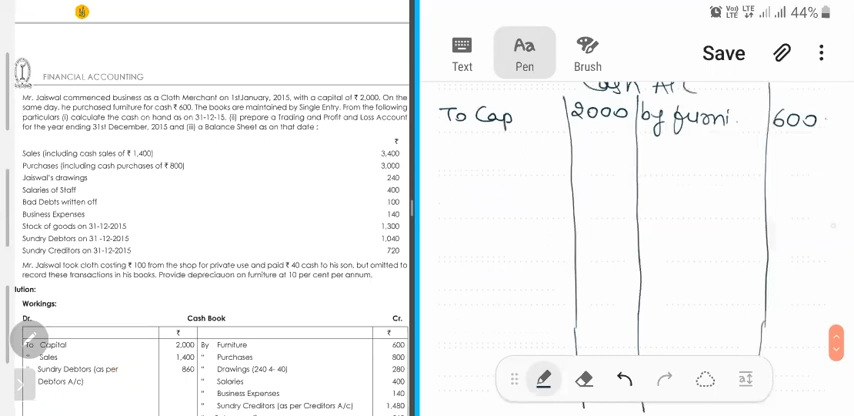 FINANCIAL ACCOUNTING
Mr. Jaiswal commenced business as a Cloth Merchant on 1stJanuary, 2015, with a capital of ₹ 2,000. On the
same day, he purchased furniture for cash ₹ 600. The books are maintained by Single Entry. From the following
particulars (i) calculate the cash on hand as on 31-12-15, (ii) prepare a Trading and Profit and Loss Account
for the year ending 31st December, 2015 and (iii) a Balance Sheet as on that date :
₹
Sales (including cash sales of ₹ 1,400) 3,400
Purchases (including cash purchases of ₹ 800) 3,000
Jaiswal's drawings 240
Salaries of Staff 400
Bad Debts written off 100
Business Expenses 140
Stock of goods on 31-12-2015 1,300
Sundry Debtors on 31 -12-2015 1,040
Sundry Creditors on 31-12-2015 720
Mr. Jaiswal took cloth costing ₹ 100 from the shop for private use and paid ₹ 40 cash to his son, but omitted to
record these transactions in his books. Provide depreciauon on furniture at 10 per cent per annum.
lution:
Workings:
Dr. Cash Book Cr.
₹ ₹
To Capital 2,000 By Furniture 600
" Sales 1,400 " Purchases 800
Sundry Debtors (as per 860 " Drawings (240 4- 40) 280
Debtors A/c) " Salaries 400
" Business Expenses 140
" Sundry Creditors (as per Creditors A/c) 1,480
Vo) LTE
LTE 44%
Text
Aa
Pen
Brush
Save
Cash A/C
To Cap 2000 by furni. 600